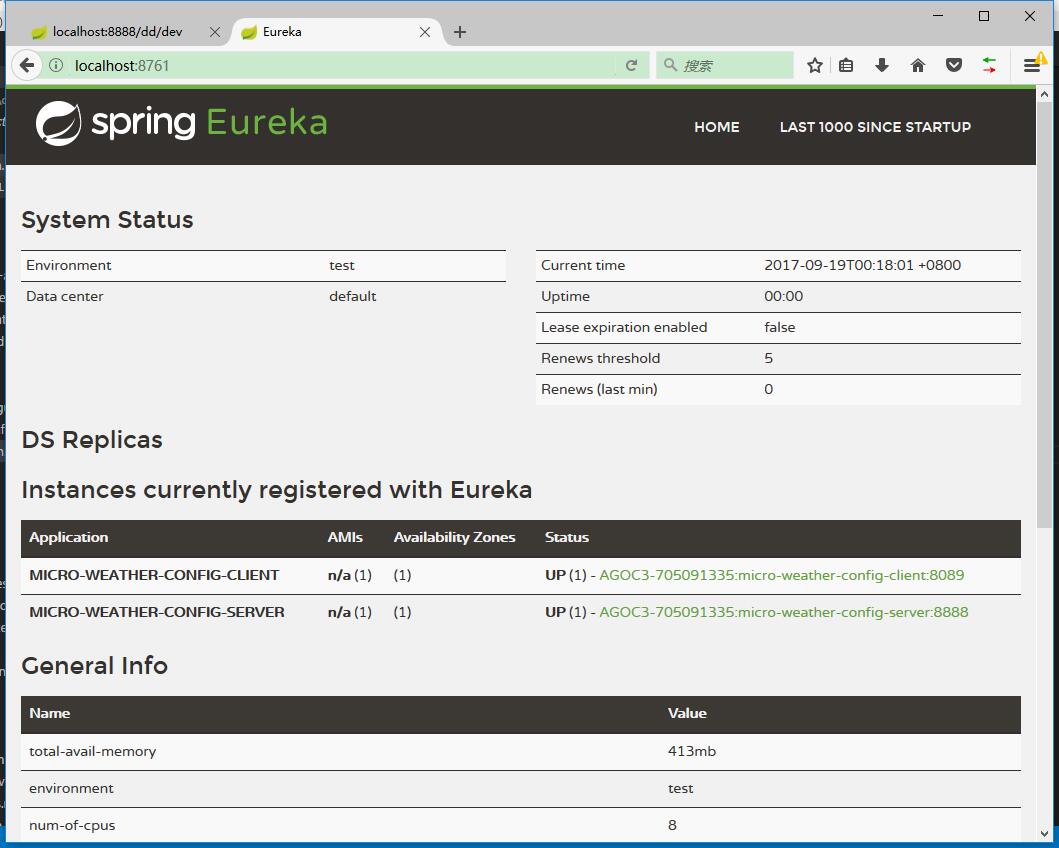 localhost:8888/dd/dev
Eureka
localhost:8761
搜索
spring Eureka
HOME
LAST 1000 SINCE STARTUP
System Status
Environment test
Data center default
Current time 2017-09-19T00:18:01 +0800
Uptime 00:00
Lease expiration enabled false
Renews threshold 5
Renews (last min) 0
DS Replicas
Instances currently registered with Eureka
Application AMIs Availability Zones Status
MICRO-WEATHER-CONFIG-CLIENT n/a (1) (1) UP (1) - AGOC3-705091335:micro-weather-config-client:8089
MICRO-WEATHER-CONFIG-SERVER n/a (1) (1) UP (1) - AGOC3-705091335:micro-weather-config-server:8888
General Info
Name Value
total-avail-memory 413mb
environment test
num-of-cpus 8